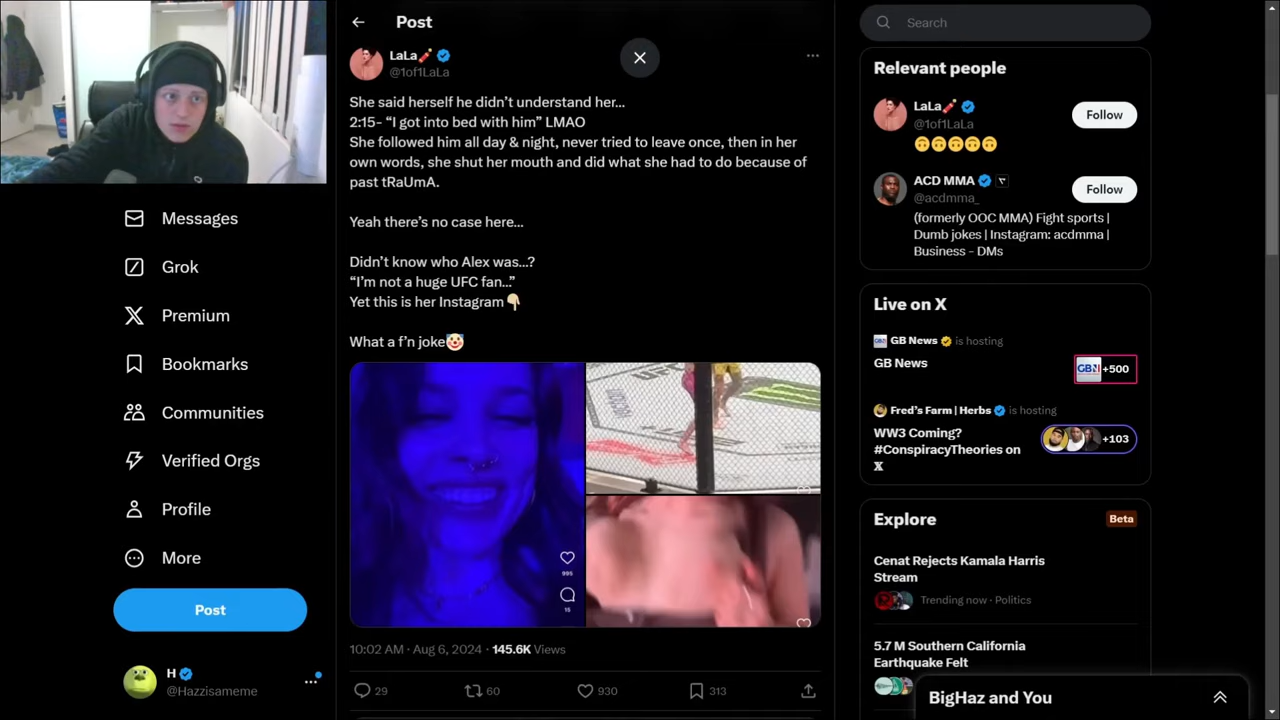 Post
LaLa🧨
@1of1LaLa
She said herself he didn’t understand her…
2:15- “I got into bed with him” LMAO
She followed him all day & night, never tried to leave once, then in her
own words, she shut her mouth and did what she had to do because of
past tRaUmA.
Yeah there’s no case here…
Didn’t know who Alex was…?
“I’m not a huge UFC fan…”
Yet this is her Instagram👇🏼
What a f’n joke🤡
995
15
10:02 AM · Aug 6, 2024 · 145.6K Views
29
60
930
313
Messages
Grok
Premium
Bookmarks
Communities
Verified Orgs
Profile
More
Post
H
@Hazzisameme
Search
Relevant people
LaLa🧨
@1of1LaLa
Follow
🙃🙃🙃🙃🙃
ACD MMA
@acdmma_
Follow
(formerly OOC MMA) Fight sports |
Dumb jokes | Instagram: acdmma |
Business - DMs
Live on X
GB News is hosting
GB News
GBN +500
Fred’s Farm | Herbs is hosting
WW3 Coming?
#ConspiracyTheories on
X
+103
Explore
Beta
Cenat Rejects Kamala Harris
Stream
Trending now · Politics
5.7 M Southern California
Earthquake Felt
BigHaz and You